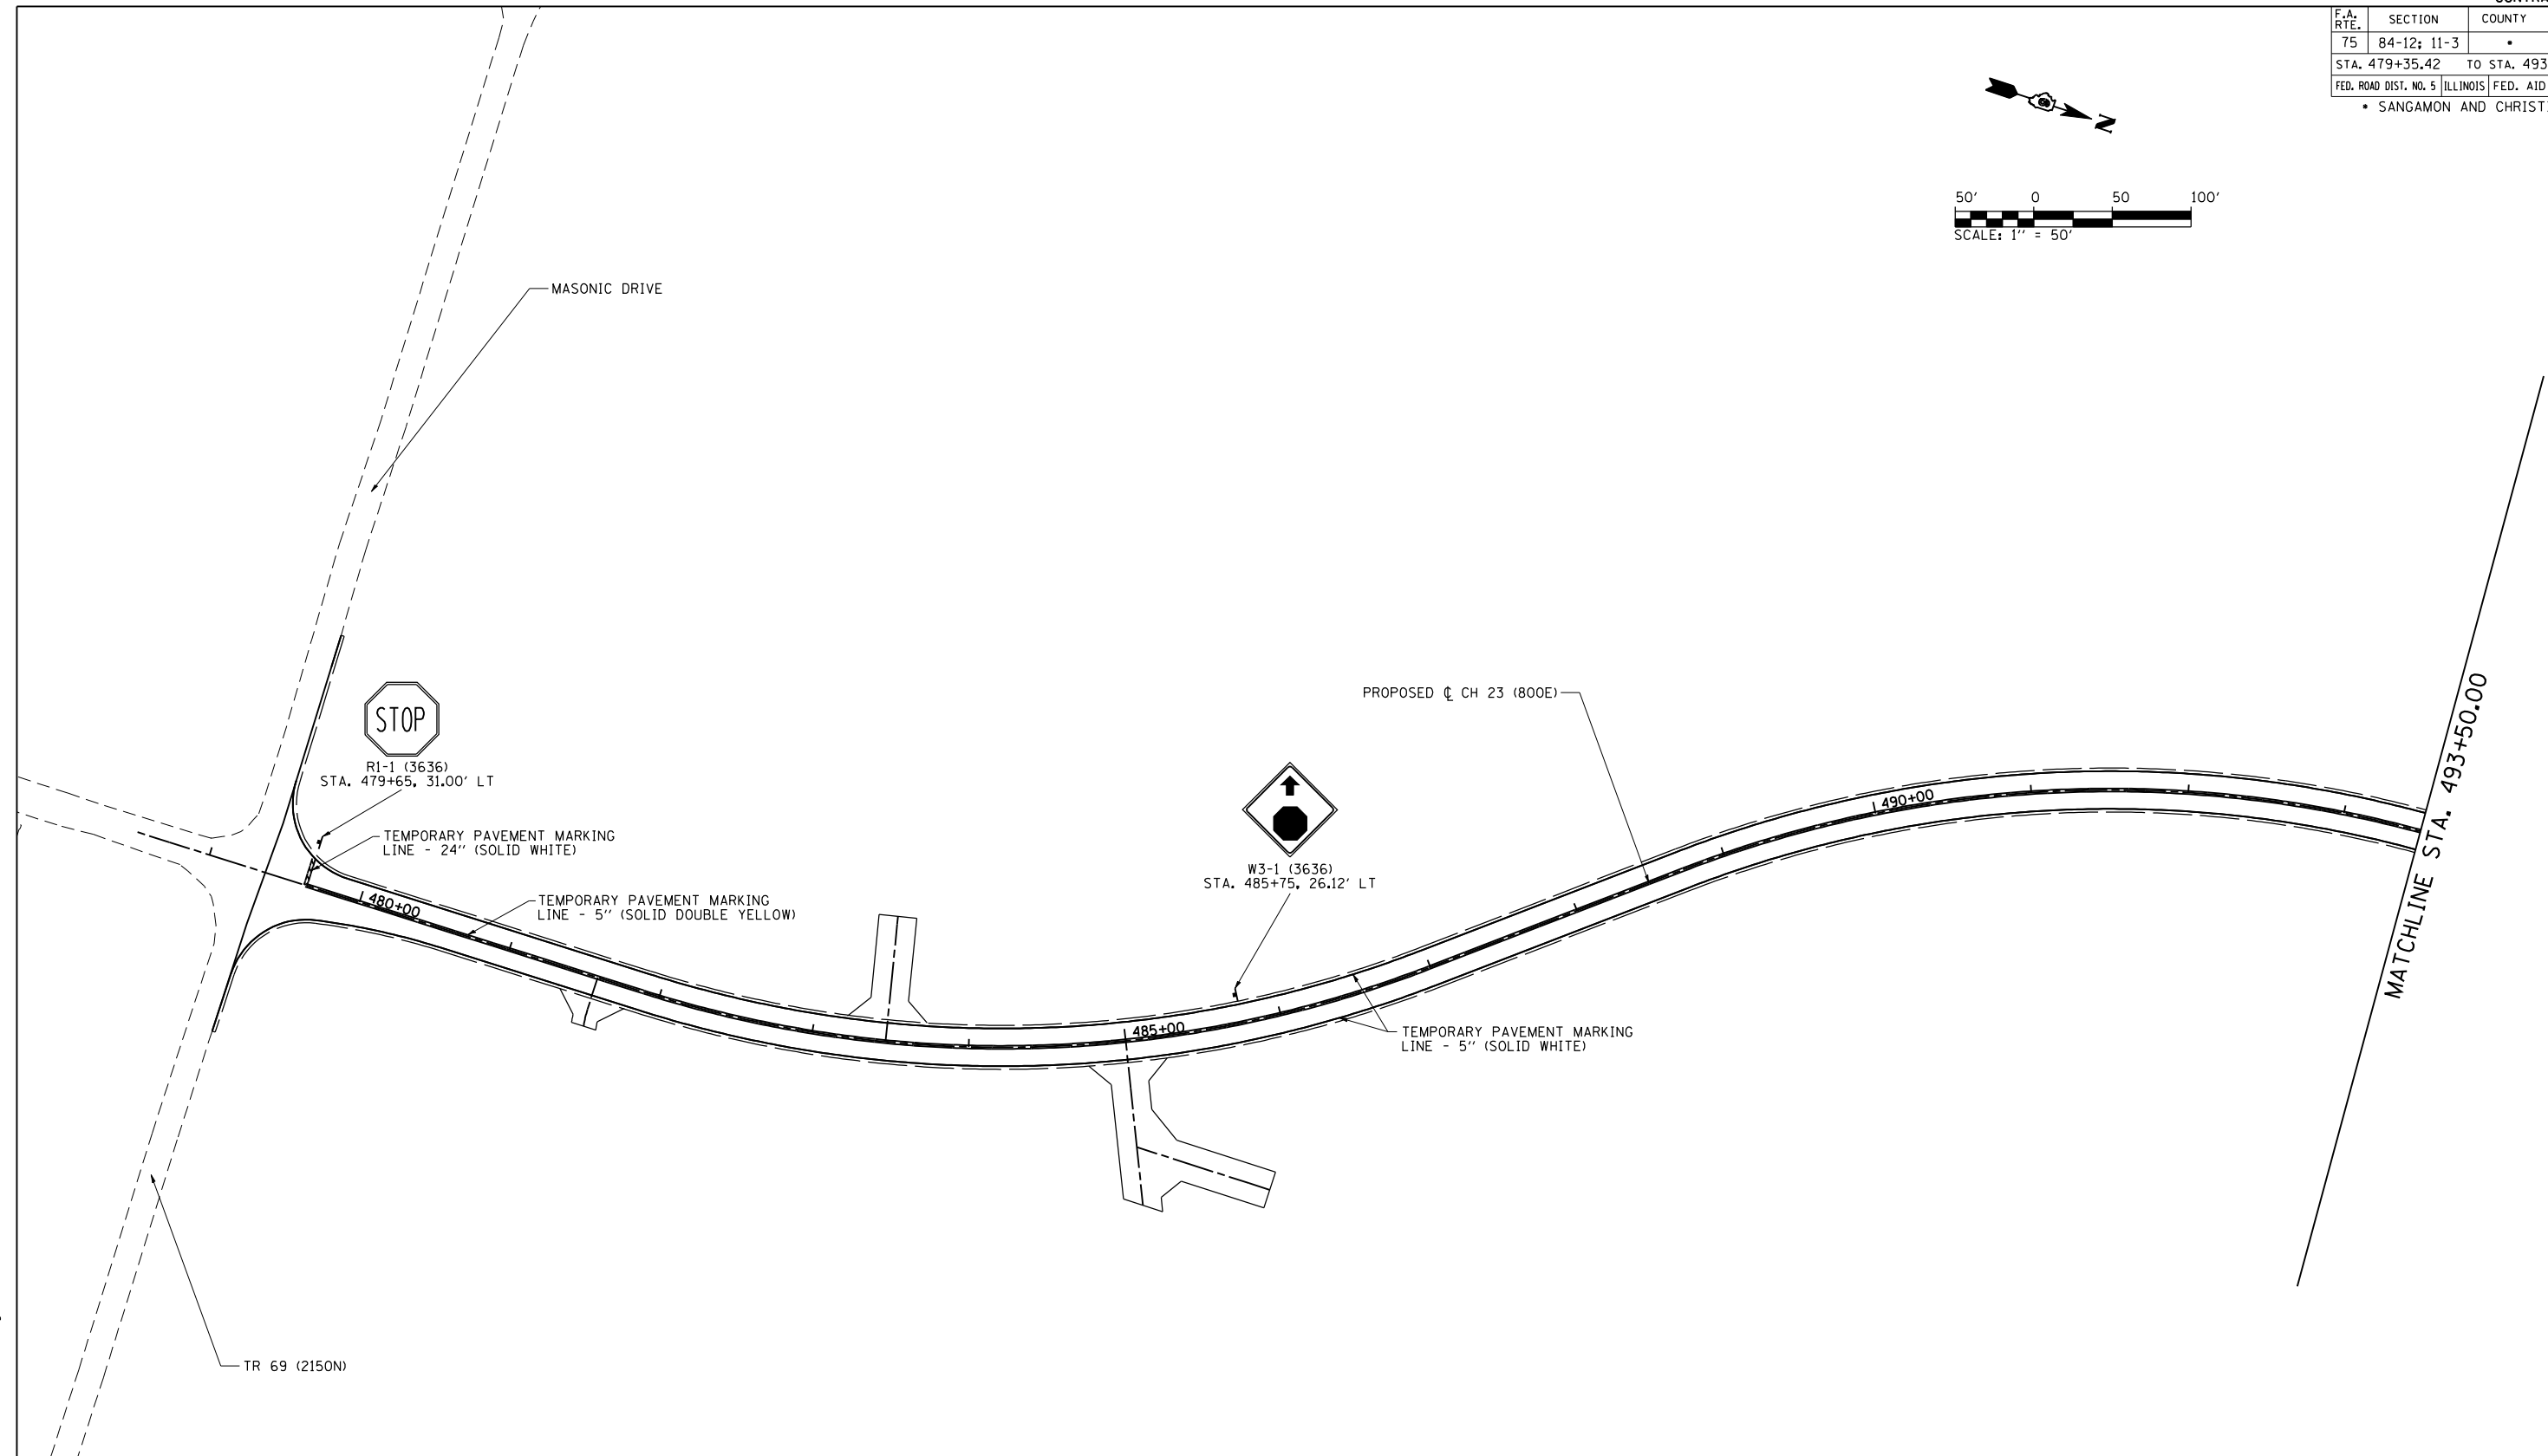 F.A. RTE. SECTION COUNTY
75 84-12; 11-3 *
STA. 479+35.42 TO STA. 493
FED. ROAD DIST. NO. 5 ILLINOIS FED. AID
* SANGAMON AND CHRIST
N
50' 0 50 100'
SCALE: 1'' = 50'
MASONIC DRIVE
STOP
R1-1 (3636)
STA. 479+65, 31.00' LT
TEMPORARY PAVEMENT MARKING
LINE - 24'' (SOLID WHITE)
480+00
TEMPORARY PAVEMENT MARKING
LINE - 5'' (SOLID DOUBLE YELLOW)
W3-1 (3636)
STA. 485+75, 26.12' LT
485+00
PROPOSED ℄ CH 23 (800E)
490+00
TEMPORARY PAVEMENT MARKING
LINE - 5'' (SOLID WHITE)
MATCHLINE STA. 493+50.00
TR 69 (2150N)